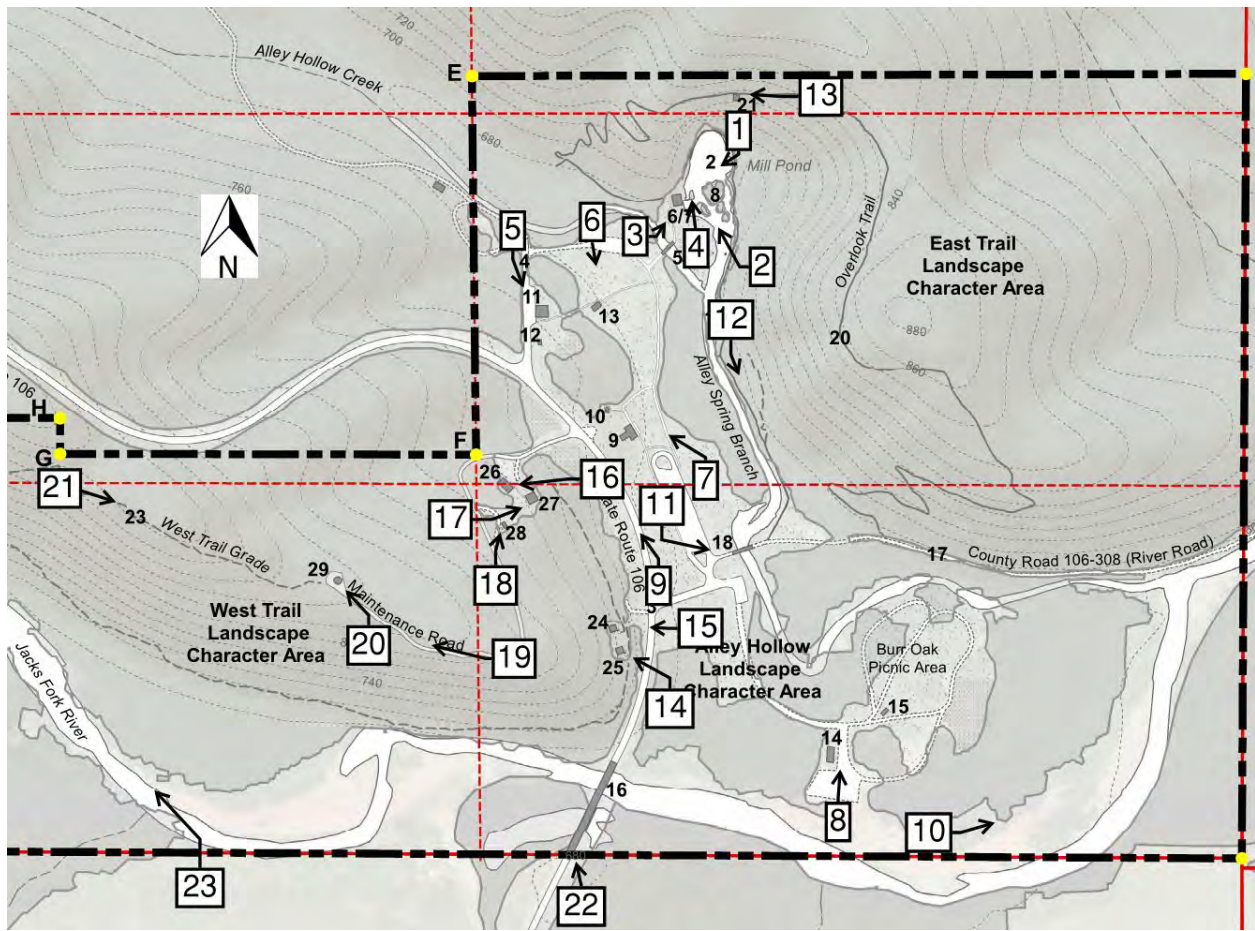 720
700
Alley Hollow Creek
E
21
13
1
680
2
Mill Pond
760
N
8
6/7
840
Overlook Trail
5
6
3
4
2
East Trail
Landscape
Character Area
4
5
11
13
12
12
880
20
860
Alley Spring Branch
106
H
10
9
F
G
7
26
16
21
27
11
23
17
28
18
17
County Road 106-308 (River Road)
West Trail Grade
18
9
29
Maintenance Road
West Trail
Landscape
Character Area
20
19
24
15
25
Alley Hollow
Landscape
Character Area
14
Burr Oak
Picnic Area
740
15
14
Jacks Fork River
16
8
10
680
23
22